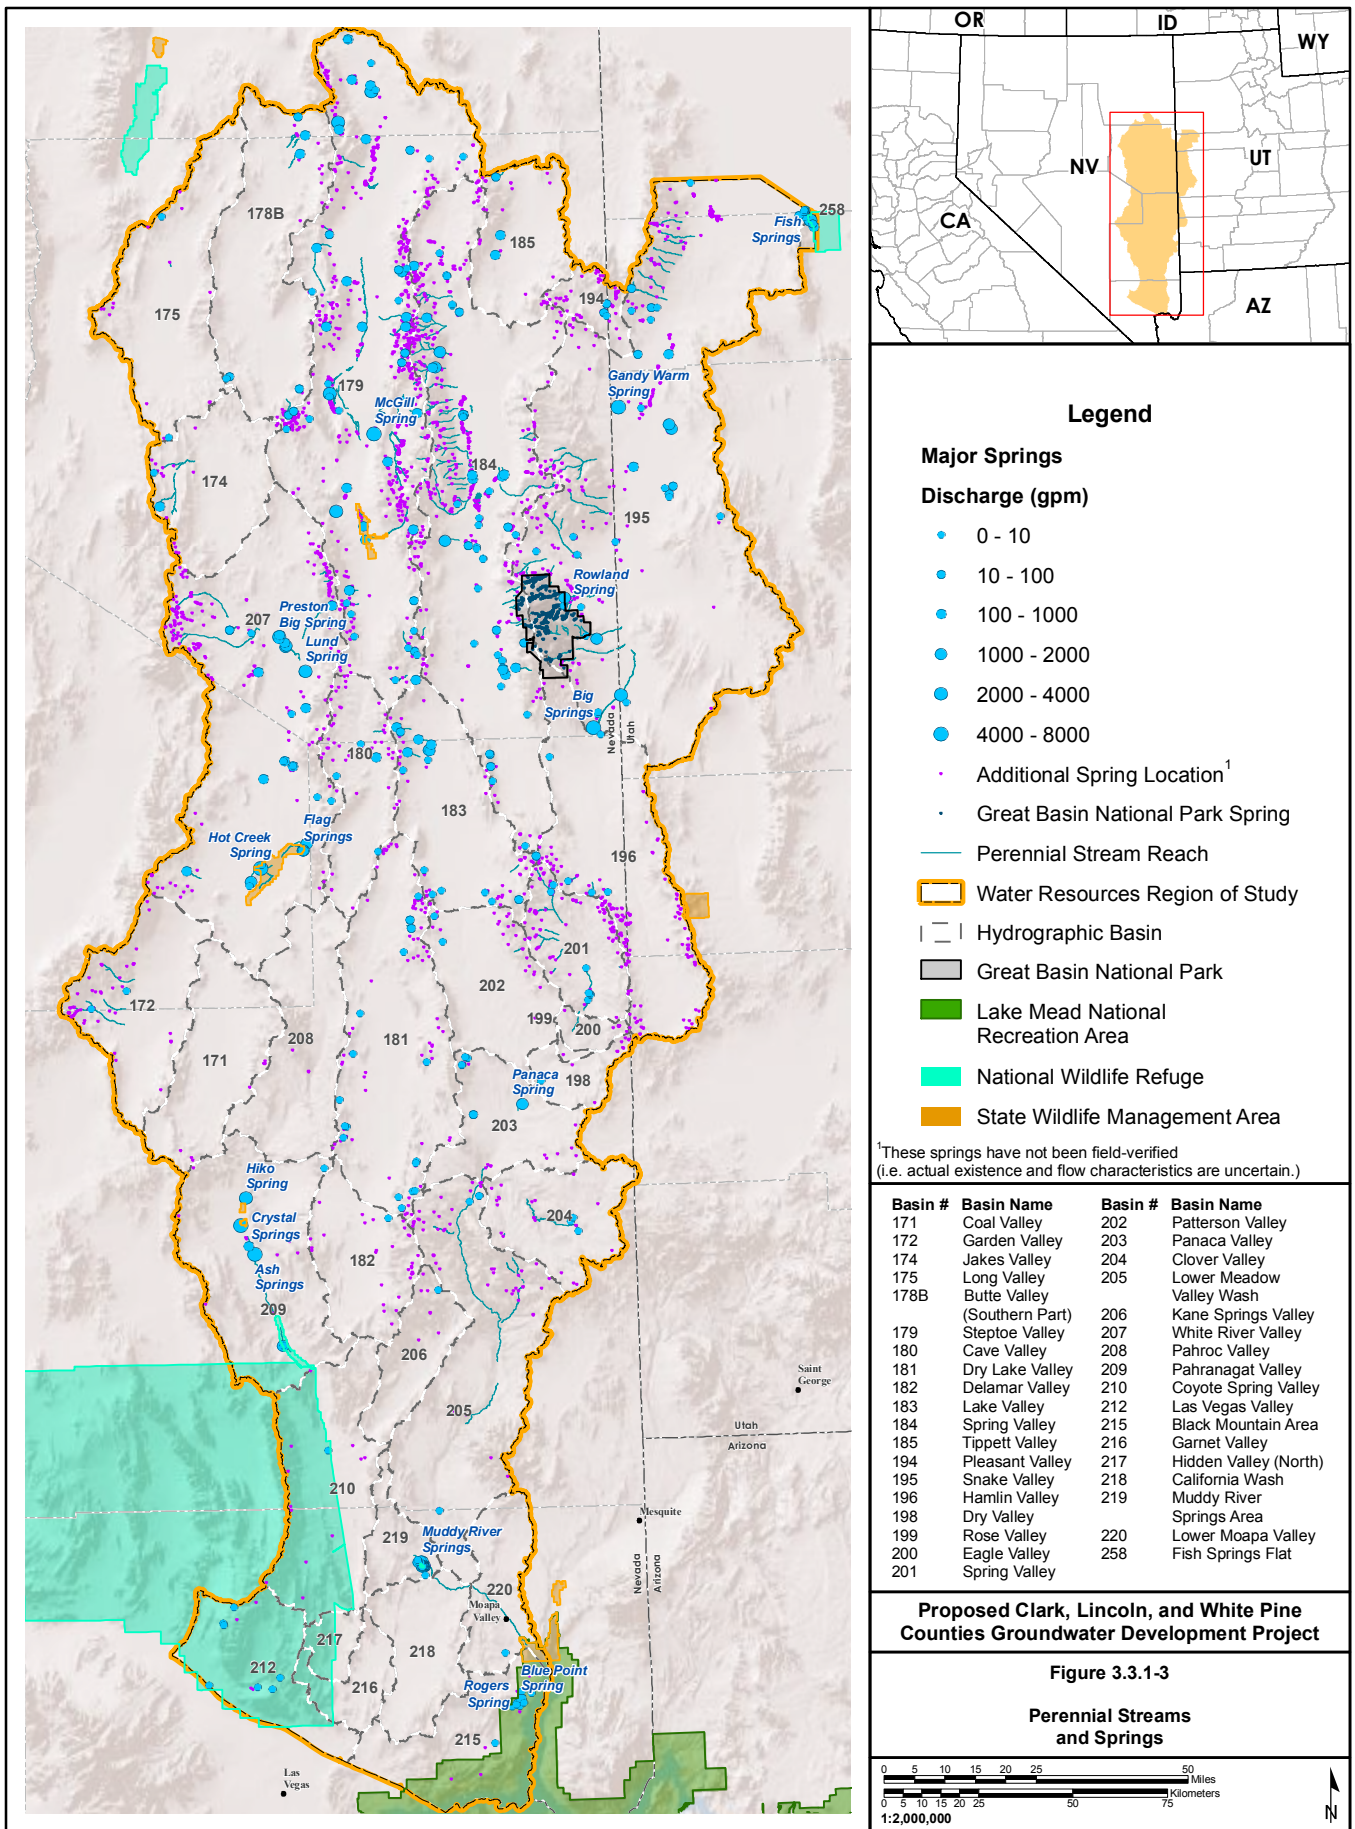 258
Fish
Springs
178B
185
194
175
Gandy Warm
Spring
179
McGill
Spring
184
174
195
Rowland
Spring
Preston
Big Spring
207
Lund
Spring
Big
Springs
Nevada
Utah
180
183
Flag
Springs
Hot Creek
Spring
196
201
202
172
199
200
208
181
171
Panaca
Spring
198
203
Hiko
Spring
Crystal
Springs
204
182
Ash
Springs
209
206
Saint
George
205
Utah
Arizona
210
Mesquite
219
Muddy River
Springs
Nevada
Arizona
220
Moapa
Valley
217
218
212
Blue Point
Spring
216
Rogers
Spring
215
Las
Vegas
OR
ID
WY
NV
UT
CA
AZ
Legend
Major Springs
Discharge (gpm)
0 - 10
10 - 100
100 - 1000
1000 - 2000
2000 - 4000
4000 - 8000
Additional Spring Location1
Great Basin National Park Spring
Perennial Stream Reach
Water Resources Region of Study
Hydrographic Basin
Great Basin National Park
Lake Mead National
Recreation Area
National Wildlife Refuge
State Wildlife Management Area
1These springs have not been field-verified
(i.e. actual existence and flow characteristics are uncertain.)
Basin # Basin Name Basin # Basin Name
171 Coal Valley 202 Patterson Valley
172 Garden Valley 203 Panaca Valley
174 Jakes Valley 204 Clover Valley
175 Long Valley 205 Lower Meadow
178B Butte Valley Valley Wash
(Southern Part) 206 Kane Springs Valley
179 Steptoe Valley 207 White River Valley
180 Cave Valley 208 Pahroc Valley
181 Dry Lake Valley 209 Pahranagat Valley
182 Delamar Valley 210 Coyote Spring Valley
183 Lake Valley 212 Las Vegas Valley
184 Spring Valley 215 Black Mountain Area
185 Tippett Valley 216 Garnet Valley
194 Pleasant Valley 217 Hidden Valley (North)
195 Snake Valley 218 California Wash
196 Hamlin Valley 219 Muddy River
198 Dry Valley Springs Area
199 Rose Valley 220 Lower Moapa Valley
200 Eagle Valley 258 Fish Springs Flat
201 Spring Valley
Proposed Clark, Lincoln, and White Pine
Counties Groundwater Development Project
Figure 3.3.1-3
Perennial Streams
and Springs
0 5 10 15 20 25 50
Miles
0 5 10 15 20 25 50 75
Kilometers
1:2,000,000
N